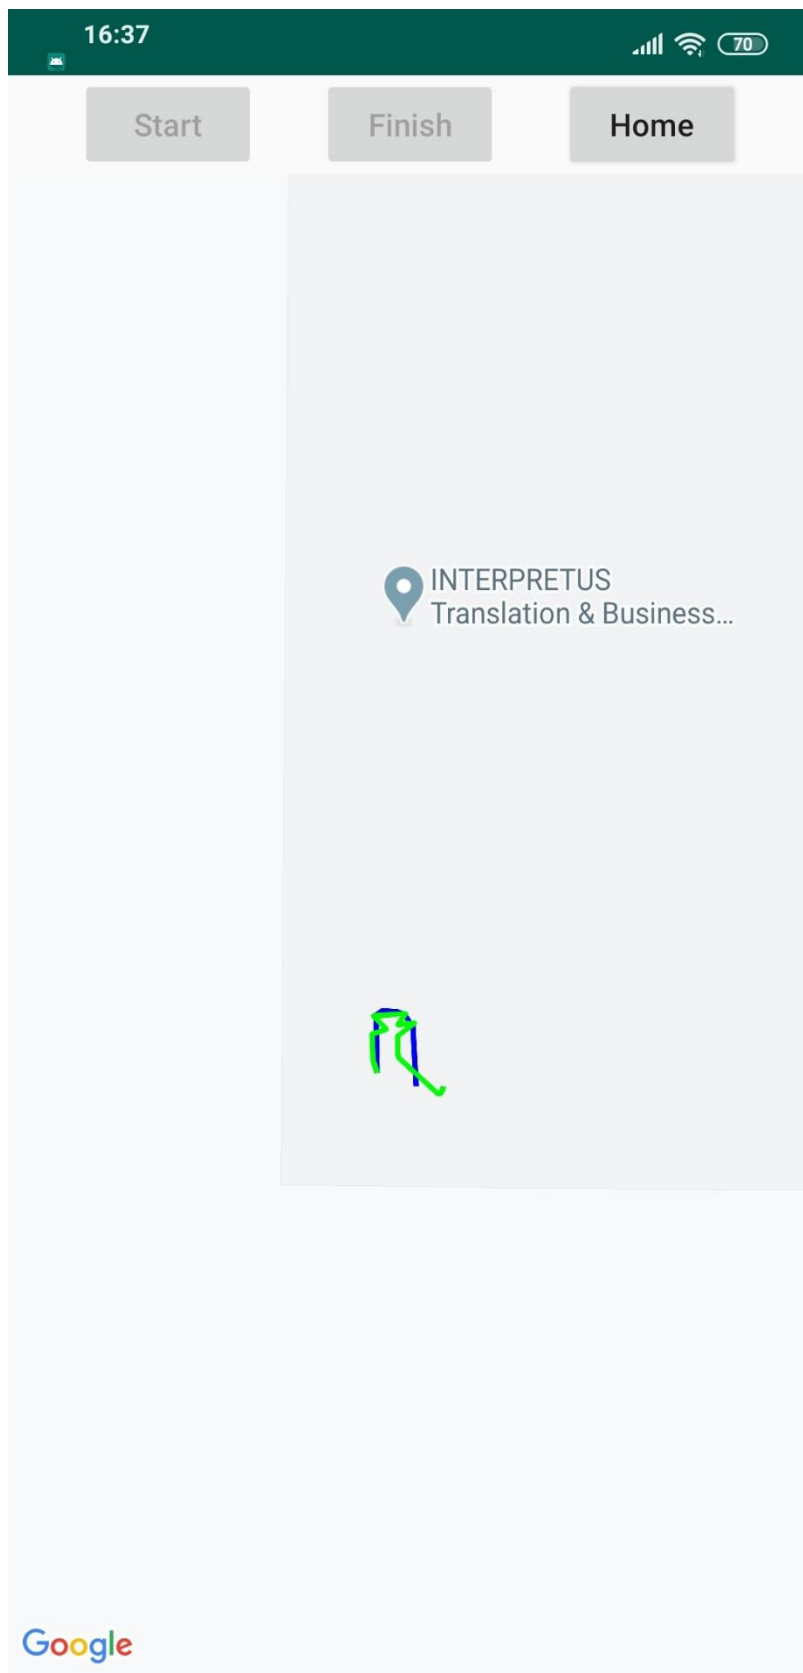 16:37
70
Start Finish Home
INTERPRETUS
Translation & Business...
Google